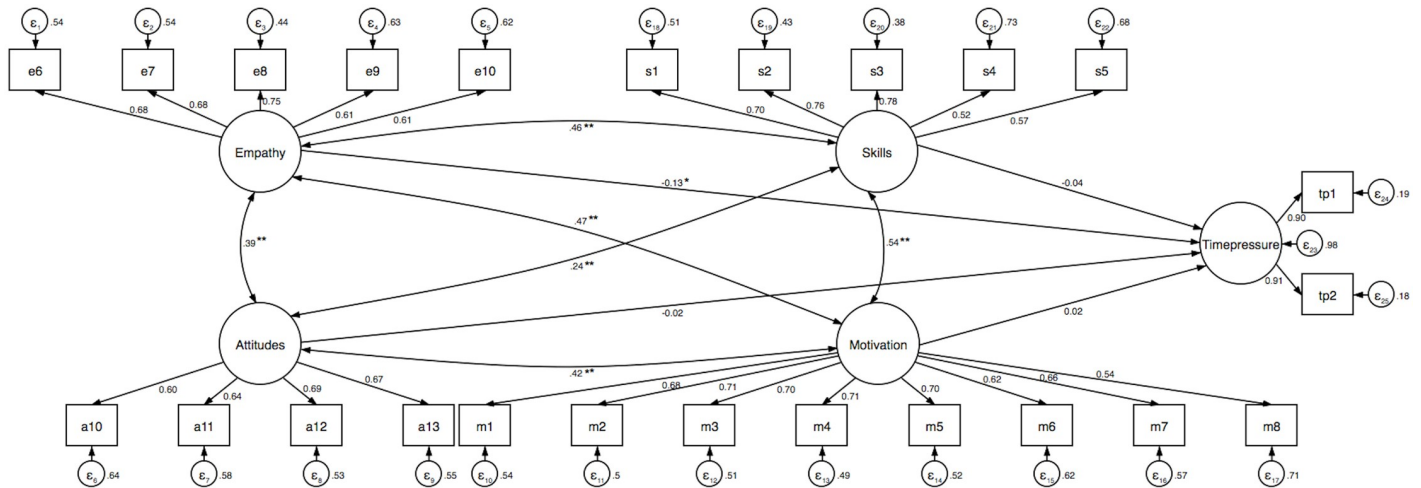 ε1 .54 ε2 .54 ε3 .44 ε4 .63 ε5 .62 ε18 .51 ε19 .43 ε20 .38 ε21 .73 ε22 .68
e6 e7 e8 e9 e10 s1 s2 s3 s4 s5
0.68 0.68 0.75 0.61 0.61 0.70 0.76 0.78 0.52 0.57
.46**
Empathy Skills
-0.13* -0.04
tp1 ε24 .19
0.90
.47**
.39** .54** Timepressure ε23 .98
.24**
0.91 tp2 ε25 .18
-0.02 0.02
Attitudes Motivation
.42**
0.60 0.64 0.69 0.67 0.68 0.71 0.70 0.71 0.70 0.62 0.66 0.54
a10 a11 a12 a13 m1 m2 m3 m4 m5 m6 m7 m8
ε6 .64 ε7 .58 ε8 .53 ε9 .55 ε10 .54 ε11 .5 ε12 .51 ε13 .49 ε14 .52 ε15 .62 ε16 .57 ε17 .71